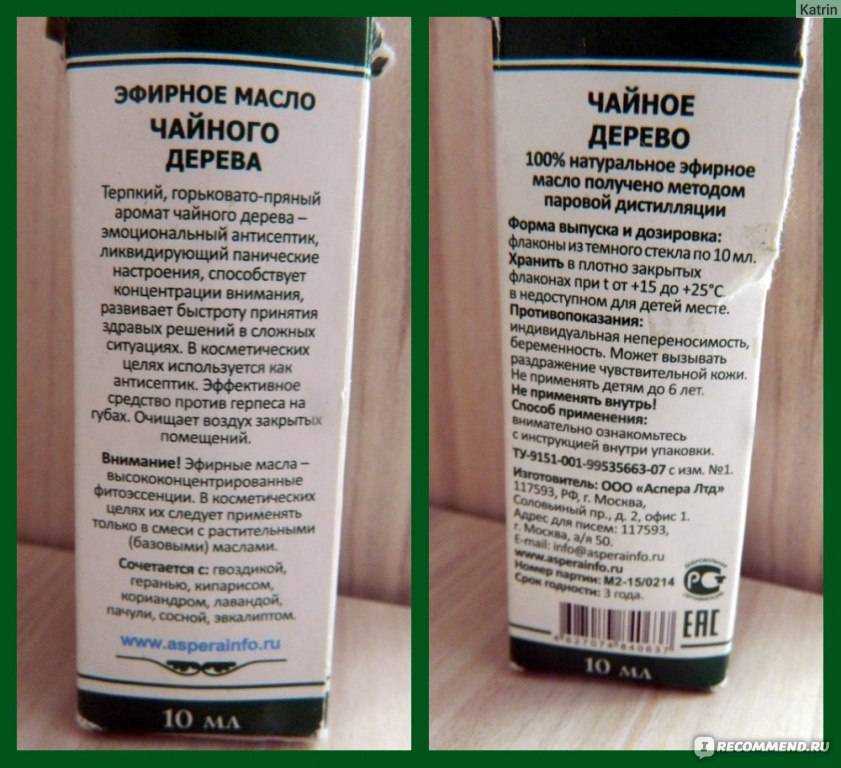 Katrin
ЭФИРНОЕ МАСЛО
ЧАЙНОГО
ДЕРЕВА
Терпкий, горьковато-пряный
аромат чайного дерева –
эмоциональный антисептик,
ликвидирующий панические
настроения, способствует
концентрации внимания,
развивает быстроту принятия
здравых решений в сложных
ситуациях. В косметических
целях используется как
антисептик. Эффективное
средство против герпеса на
губах. Очищает воздух закрытых
помещений.
Внимание! Эфирные масла –
высококонцентрированные
фитоэссенции. В косметических
целях их следует применять
только в смеси с растительными
(базовыми) маслами.
Сочетается с: гвоздикой,
геранью, кипарисом,
кориандром, лавандой,
пачули, сосной, эвкалиптом.
www.asperainfo.ru
10 мл
ЧАЙНОЕ
ДЕРЕВО
100% натуральное эфирное
масло получено методом
паровой дистилляции
Форма выпуска и дозировка:
флаконы из темного стекла по 10 мл.
Хранить в плотно закрытых
флаконах при t от +15 до +25°С
в недоступном для детей месте.
Противопоказания:
индивидуальная непереносимость,
беременность. Может вызывать
раздражение чувствительной кожи.
Не применять детям до 6 лет.
Не применять внутрь!
Способ применения:
внимательно ознакомьтесь
с инструкцией внутри упаковки.
ТУ-9151-001-99535663-07 с изм. №1.
Изготовитель: ООО «Аспера Лтд»
117593, РФ, г. Москва,
Соловьиный пр., д. 2, офис 1.
Адрес для писем: 117593,
г. Москва, а/я 50.
E-mail: info@asperainfo.ru
www.asperainfo.ru
Номер партии: М2-15/0214
Срок годности: 3 года.
ЕАС
10 мл
IRECOMMEND.RU